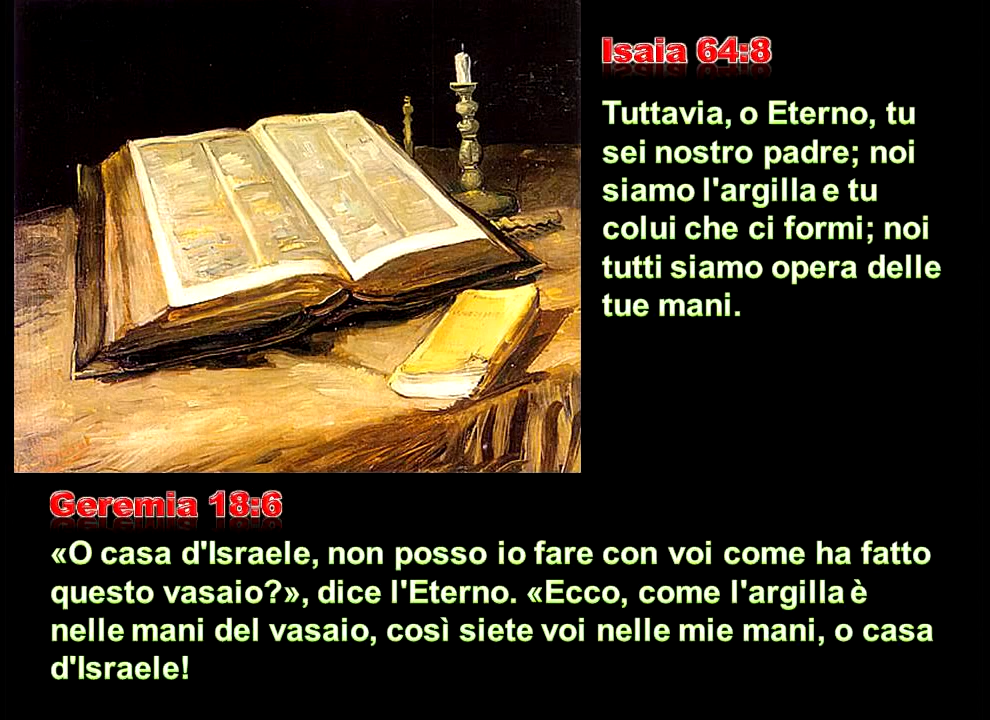 Isaia 64:8
Tuttavia, o Eterno, tu
sei nostro padre; noi
siamo l'argilla e tu
colui che ci formi; noi
tutti siamo opera delle
tue mani.
Geremia 18:6
«O casa d'Israele, non posso io fare con voi come ha fatto
questo vasaio?», dice l'Eterno. «Ecco, come l'argilla è
nelle mani del vasaio, così siete voi nelle mie mani, o casa
d'Israele!